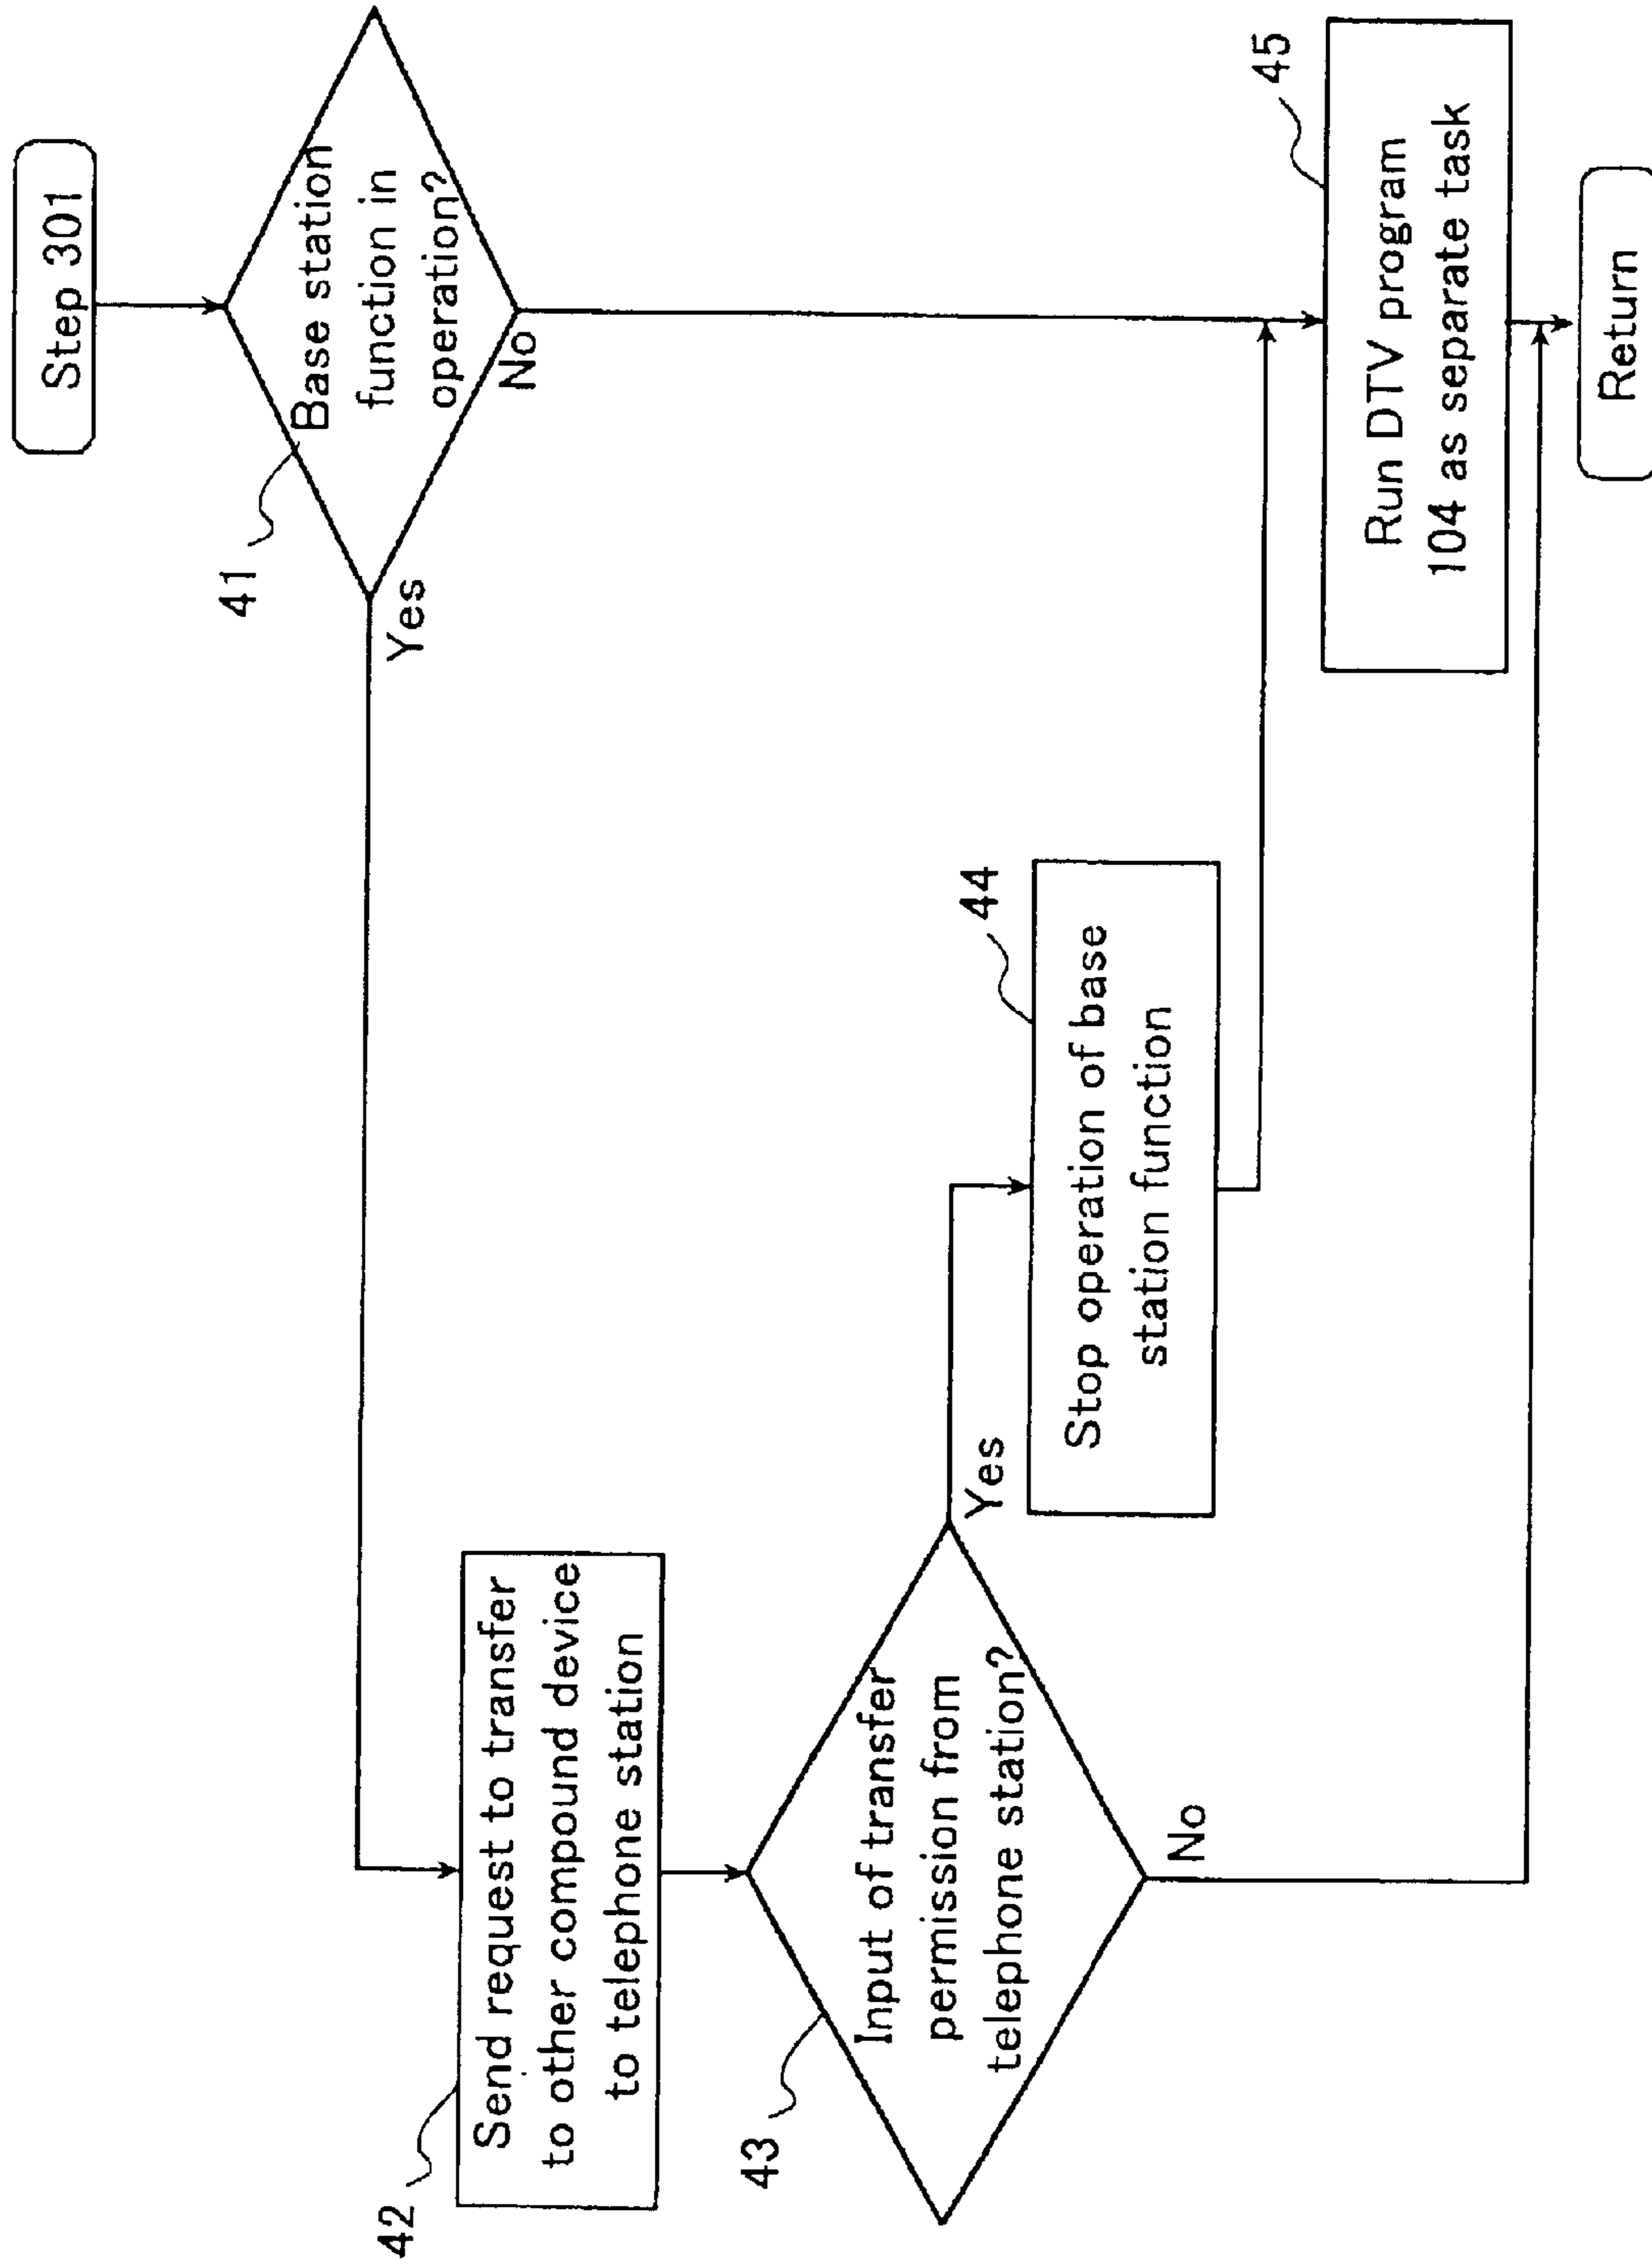 Step 301
41
Base station
function in
operation?
Yes
No
42
Send request to transfer
to other compound device
to telephone station
43
Input of transfer
permission from
telephone station?
Yes
No
44
Stop operation of base
station function
45
Run DTV program
104 as separate task
Return